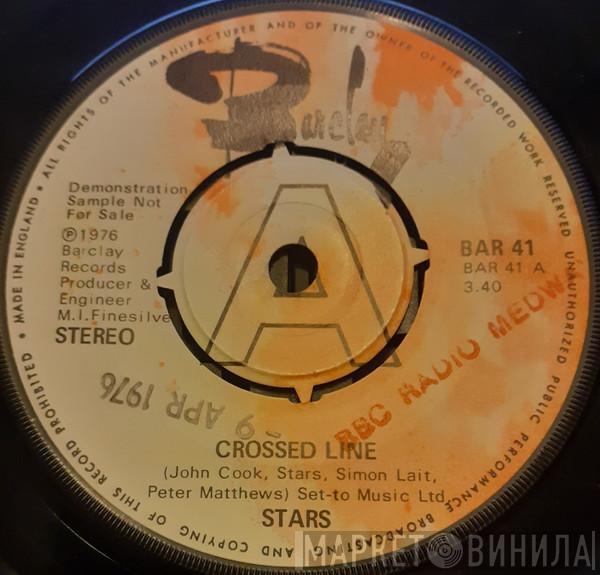 MADE IN ENGLAND • ALL RIGHTS OF THE MANUFACTURER AND OF THE OWNER OF THE RECORDED WORK RESERVED UNAUTHORIZED PUBLIC PERFORMANCE BROADCASTING AND COPYING OF THIS RECORD PROHIBITED •
Barclay
Demonstration
Sample Not
For Sale
℗1976
Barclay
Records
Producer &
Engineer
M.I.Finesilve
STEREO
A
BAR 41
BAR 41 A
3.40
BBC RADIO MEDW
-9 APR 1976
CROSSED LINE
(John Cook, Stars, Simon Lait,
Peter Matthews) Set-to Music Ltd
STARS
МАРКЕТ ВИНИЛА